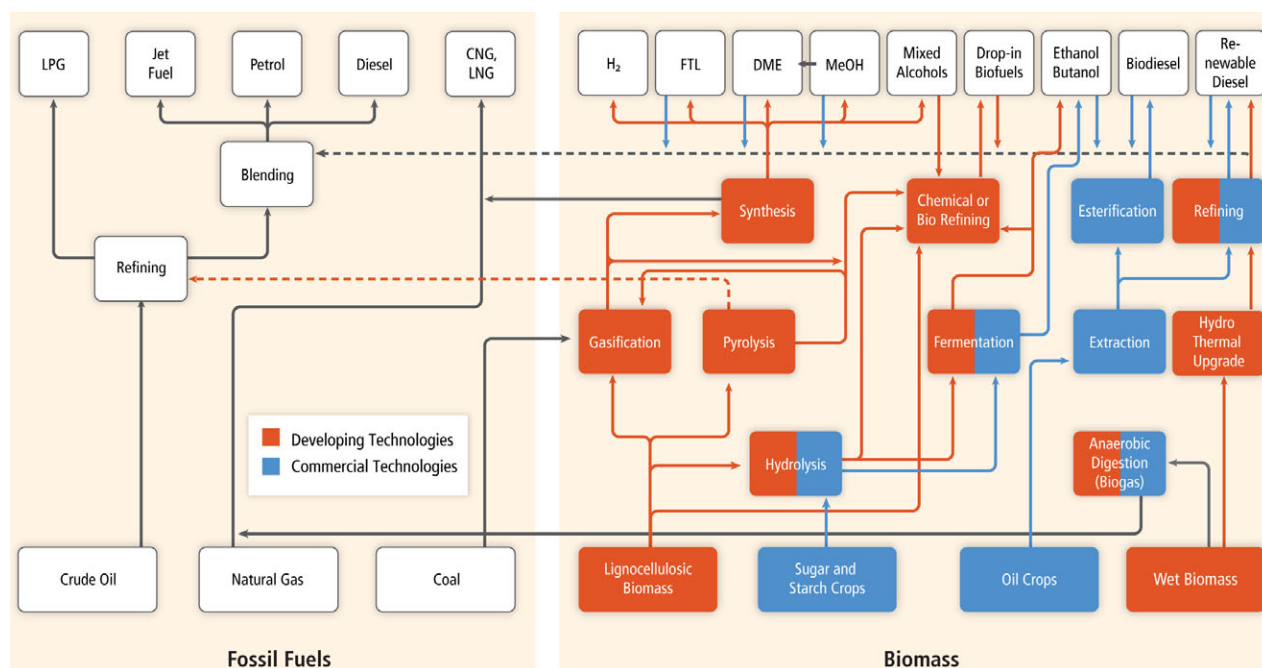 LPG
Jet
Fuel
Petrol
Diesel
CNG,
LNG
H₂
FTL
DME
MeOH
Mixed
Alcohols
Drop-in
Biofuels
Ethanol
Butanol
Biodiesel
Re-
newable
Diesel
Blending
Synthesis
Chemical or
Bio Refining
Esterification
Refining
Refining
Gasification
Pyrolysis
Fermentation
Extraction
Hydro
Thermal
Upgrade
Developing Technologies
Commercial Technologies
Hydrolysis
Anaerobic
Digestion
(Biogas)
Crude Oil
Natural Gas
Coal
Lignocellulosic
Biomass
Sugar and
Starch Crops
Oil Crops
Wet Biomass
Fossil Fuels
Biomass